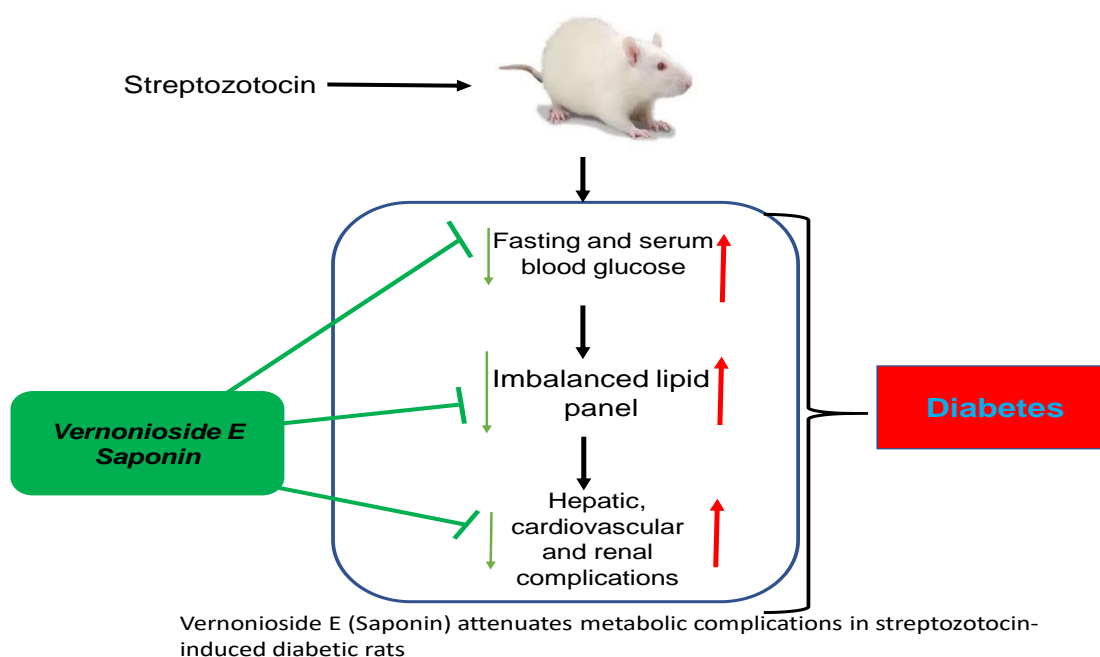 Streptozotocin
Fasting and serum
blood glucose
Imbalanced lipid
panel
Vernonioside E
Saponin
Diabetes
Hepatic,
cardiovascular
and renal
complications
Vernonioside E (Saponin) attenuates metabolic complications in streptozotocin-
induced diabetic rats